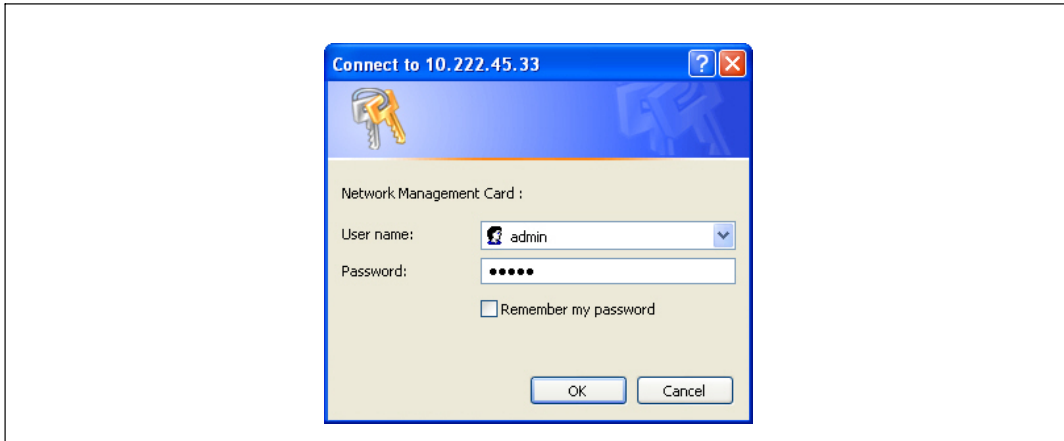 Connect to 10.222.45.33
?
Network Management Card :
User name:
admin
Password:
•••••
Remember my password
OK
Cancel